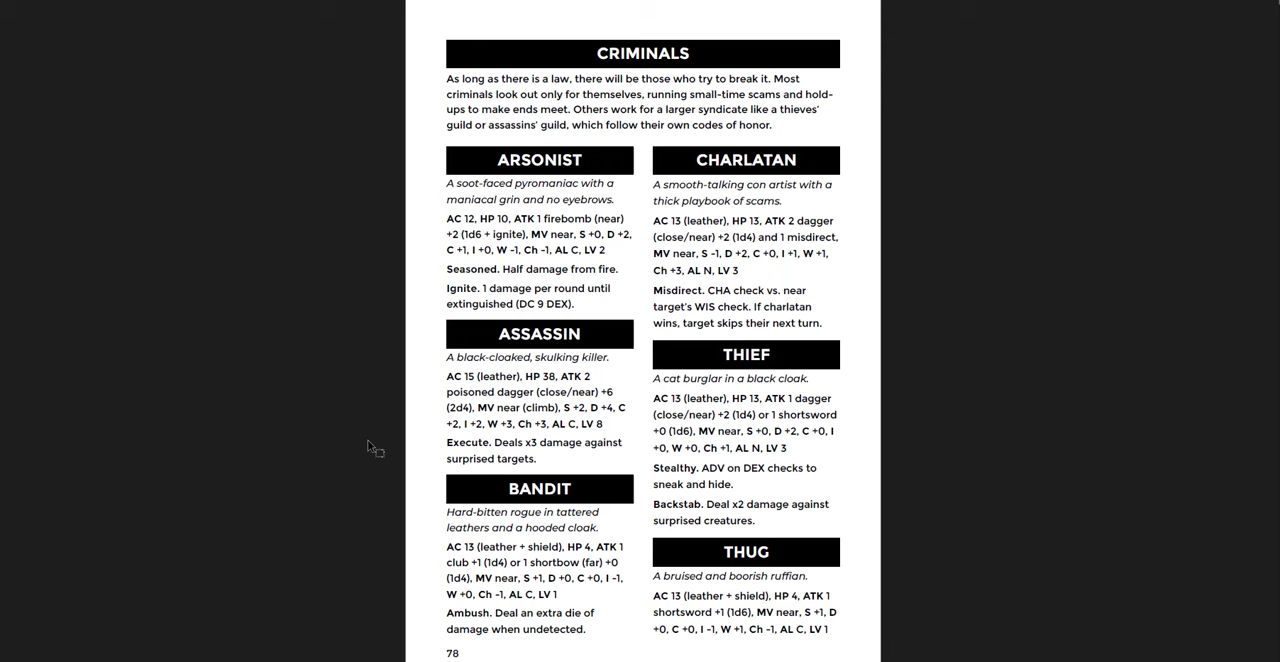 CRIMINALS
As long as there is a law, there will be those who try to break it. Most
criminals look out only for themselves, running small-time scams and hold-
ups to make ends meet. Others work for a larger syndicate like a thieves'
guild or assassins' guild, which follow their own codes of honor.
ARSONIST
A soot-faced pyromaniac with a
maniacal grin and no eyebrows.
AC 12, HP 10, ATK 1 firebomb (near)
+2 (1d6 + ignite), MV near, S +0, D +2,
C +1, I +0, W -1, Ch -1, AL C, LV 2
Seasoned. Half damage from fire.
Ignite. 1 damage per round until
extinguished (DC 9 DEX).
ASSASSIN
A black-cloaked, skulking killer.
AC 15 (leather), HP 38, ATK 2
poisoned dagger (close/near) +6
(2d4), MV near (climb), S +2, D +4, C
+2, I +2, W +3, Ch +3, AL C, LV 8
Execute. Deals x3 damage against
surprised targets.
BANDIT
Hard-bitten rogue in tattered
leathers and a hooded cloak.
AC 13 (leather + shield), HP 4, ATK 1
club +1 (1d4) or 1 shortbow (far) +0
(1d4), MV near, S +1, D +0, C +0, I -1,
W +0, Ch -1, AL C, LV 1
Ambush. Deal an extra die of
damage when undetected.
CHARLATAN
A smooth-talking con artist with a
thick playbook of scams.
AC 13 (leather), HP 13, ATK 2 dagger
(close/near) +2 (1d4) and 1 misdirect,
MV near, S -1, D +2, C +0, I +1, W +1,
Ch +3, AL N, LV 3
Misdirect. CHA check vs. near
target's WIS check. If charlatan
wins, target skips their next turn.
THIEF
A cat burglar in a black cloak.
AC 13 (leather), HP 13, ATK 1 dagger
(close/near) +2 (1d4) or 1 shortsword
+0 (1d6), MV near, S +0, D +2, C +0, I
+0, W +0, Ch +1, AL N, LV 3
Stealthy. ADV on DEX checks to
sneak and hide.
Backstab. Deal x2 damage against
surprised creatures.
THUG
A bruised and boorish ruffian.
AC 13 (leather + shield), HP 4, ATK 1
shortsword +1 (1d6), MV near, S +1, D
+0, C +0, I -1, W +1, Ch -1, AL C, LV 1
78